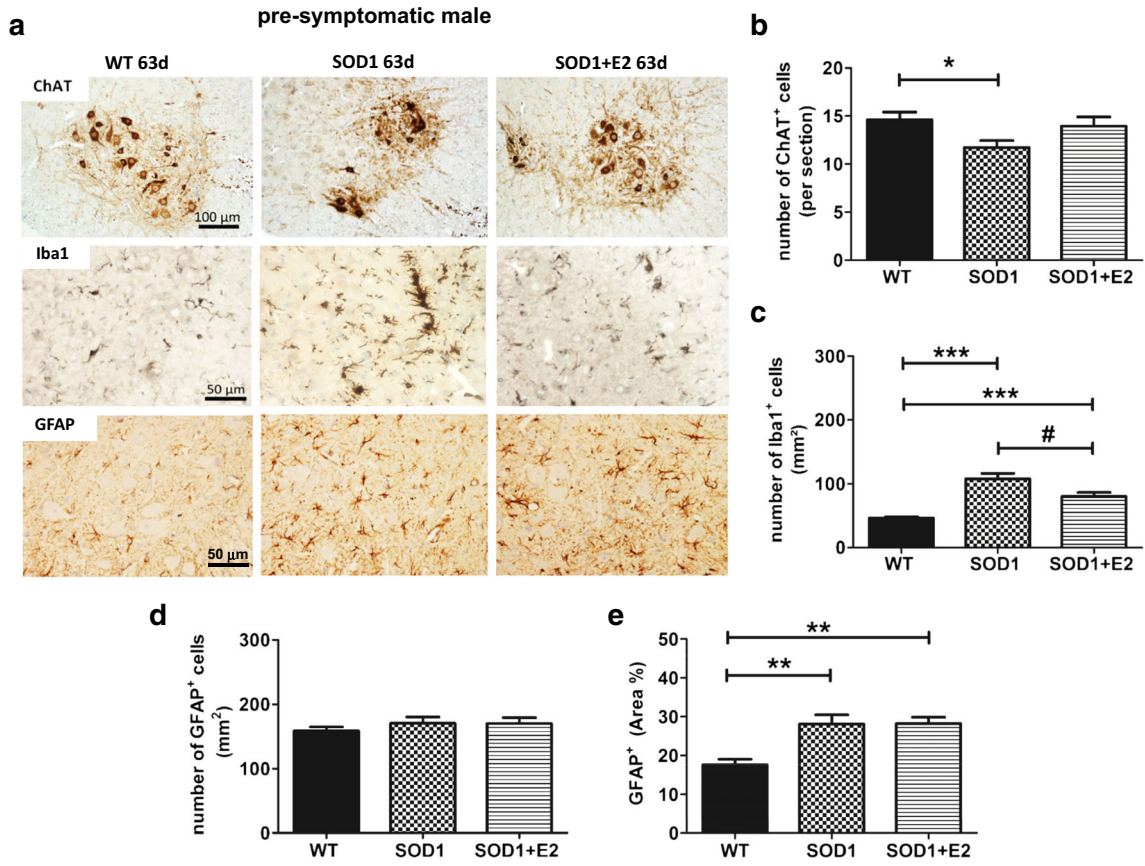 pre-symptomatic male
a
WT 63d
SOD1 63d
SOD1+E2 63d
ChAT
100 µm
Iba1
50 µm
GFAP
50 µm
b
number of ChAT⁺ cells
(per section)
20
15
10
5
0
*
WT
SOD1
SOD1+E2
c
number of Iba1⁺ cells
(mm²)
300
200
100
0
***
***
#
WT
SOD1
SOD1+E2
d
number of GFAP⁺ cells
(mm²)
300
200
100
0
WT
SOD1
SOD1+E2
e
GFAP⁺ (Area %)
50
40
30
20
10
0
**
**
WT
SOD1
SOD1+E2